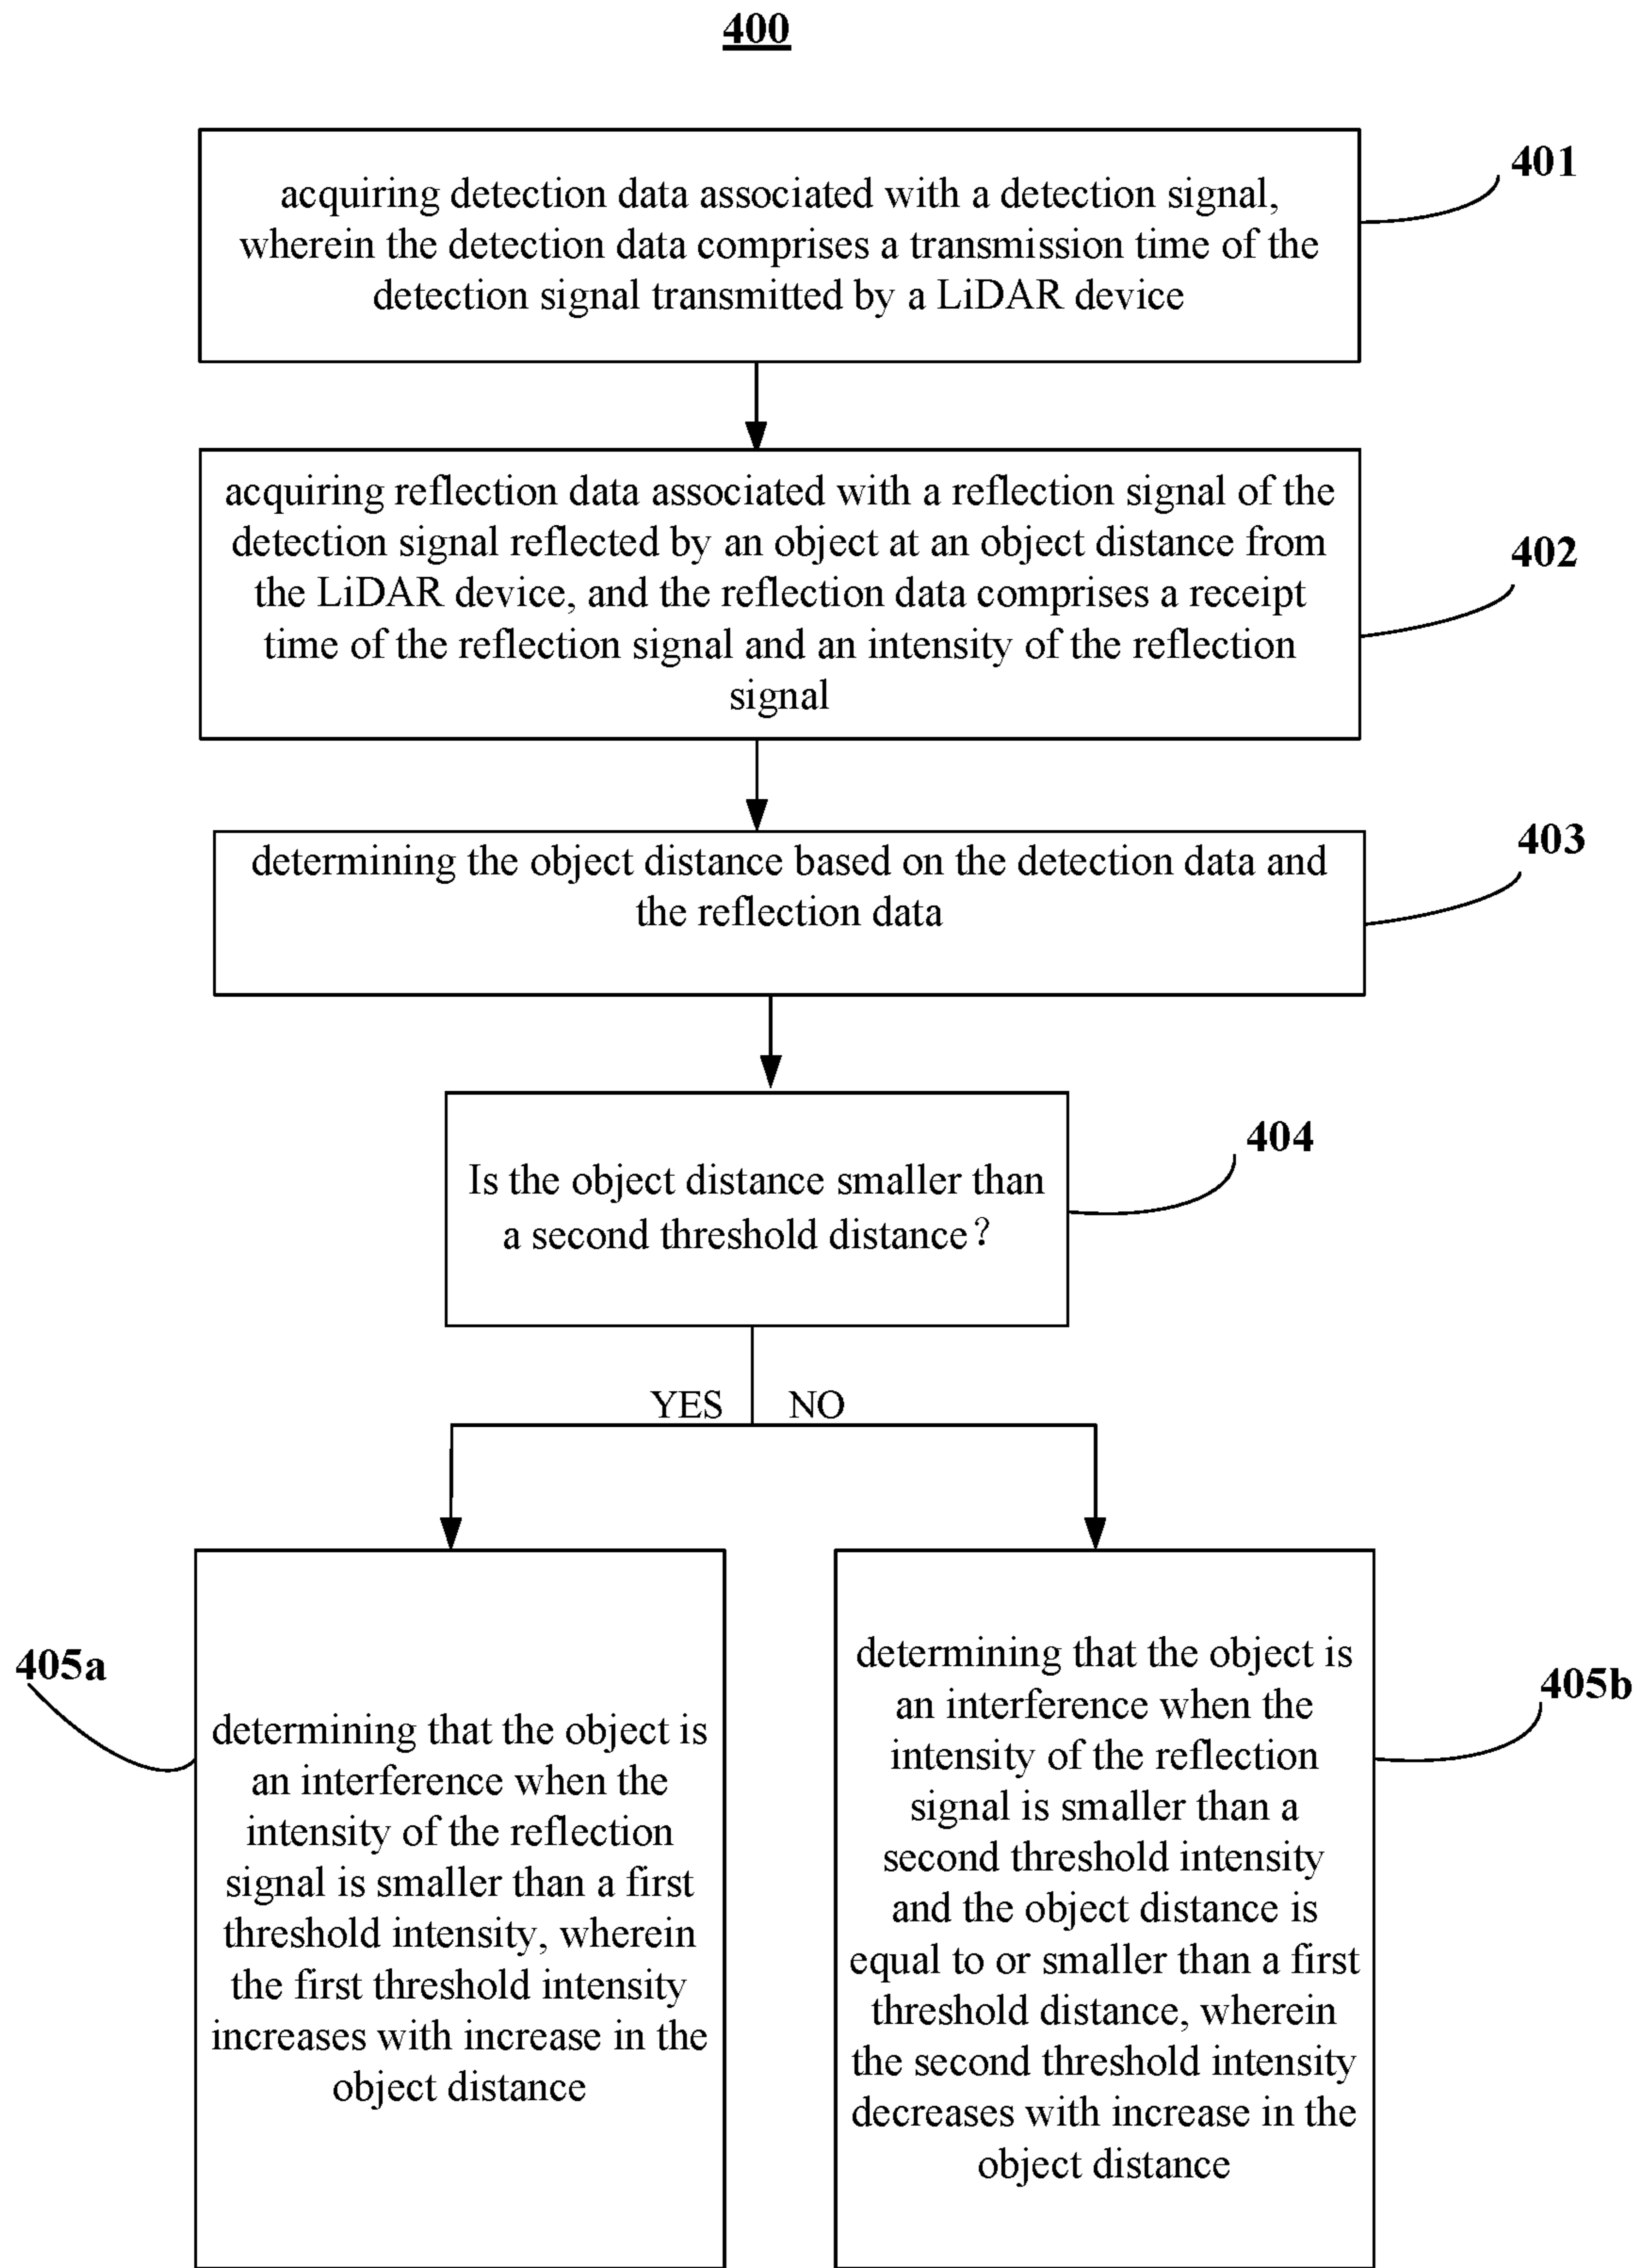 400
acquiring detection data associated with a detection signal,
wherein the detection data comprises a transmission time of the
detection signal transmitted by a LiDAR device
401
acquiring reflection data associated with a reflection signal of the
detection signal reflected by an object at an object distance from
the LiDAR device, and the reflection data comprises a receipt
time of the reflection signal and an intensity of the reflection
signal
402
determining the object distance based on the detection data and
the reflection data
403
Is the object distance smaller than
a second threshold distance?
404
YES
NO
405a
determining that the object is
an interference when the
intensity of the reflection
signal is smaller than a first
threshold intensity, wherein
the first threshold intensity
increases with increase in the
object distance
determining that the object is
an interference when the
intensity of the reflection
signal is smaller than a
second threshold intensity
and the object distance is
equal to or smaller than a first
threshold distance, wherein
the second threshold intensity
decreases with increase in the
object distance
405b